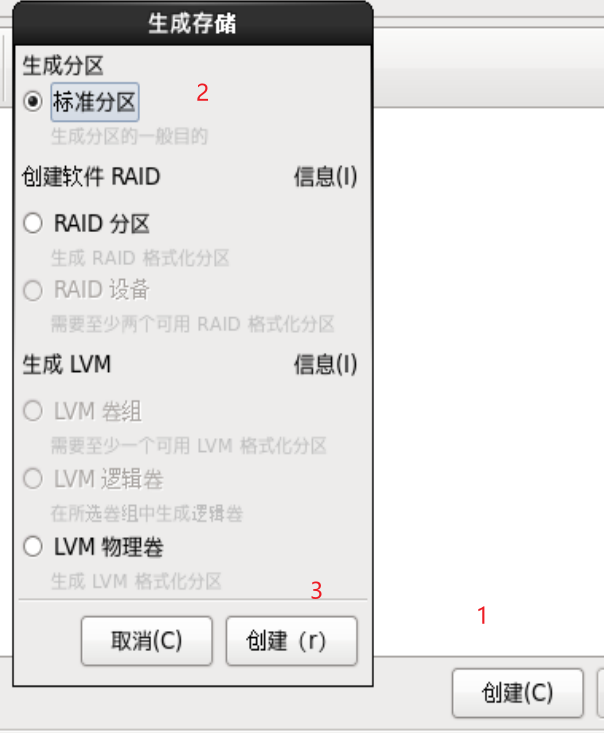 生成存储
生成分区
标准分区 2
生成分区的一般目的
创建软件 RAID 信息(I)
RAID 分区
生成 RAID 格式化分区
RAID 设备
需要至少两个可用 RAID 格式化分区
生成 LVM 信息(I)
LVM 卷组
需要至少一个可用 LVM 格式化分区
LVM 逻辑卷
在所选卷组中生成逻辑卷
LVM 物理卷
生成 LVM 格式化分区
3
1
取消(C) 创建（r）
创建(C)